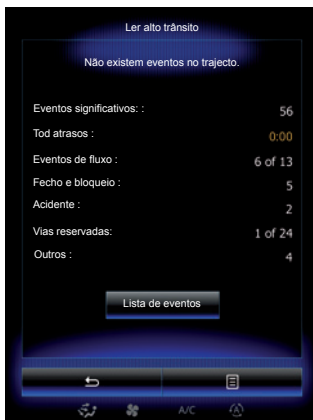 Ler alto trânsito
Não existem eventos no trajecto.
Eventos significativos: : 56
Tod atrasos : 0:00
Eventos de fluxo : 6 of 13
Fecho e bloqueio : 5
Acidente : 2
Vias reservadas: 1 of 24
Outros : 4
Lista de eventos
A/C A